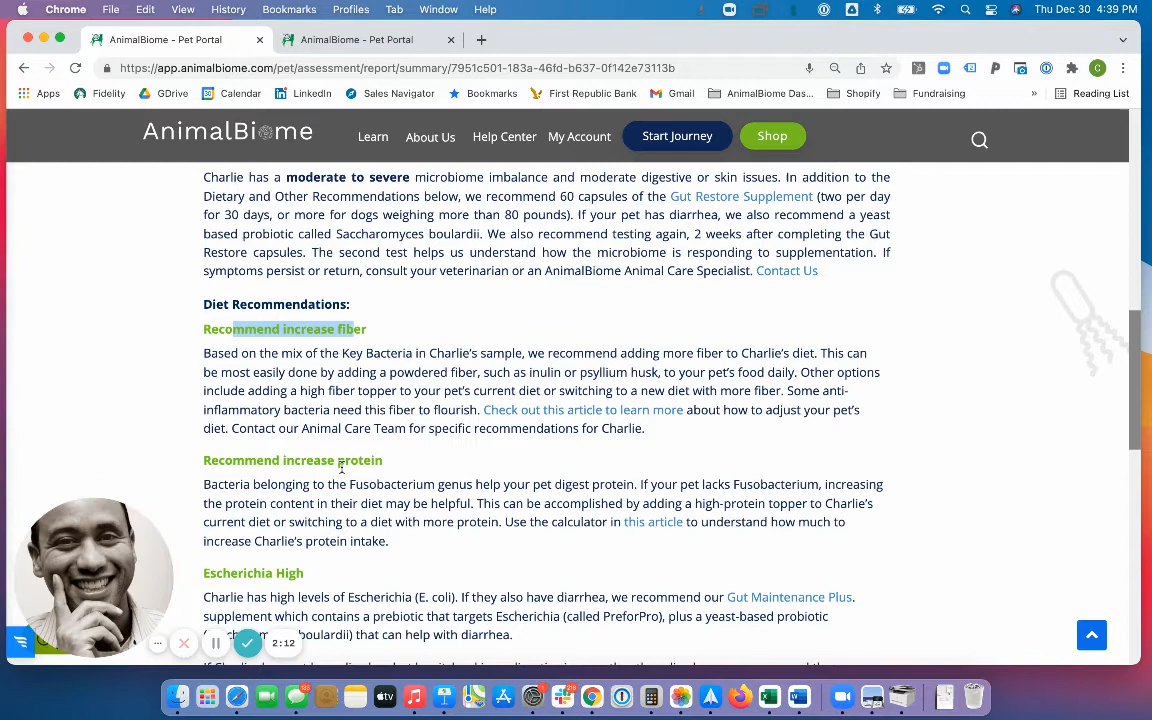 Chrome File Edit View History Bookmarks Profiles Tab Window Help Thu Dec 30 4:39 PM
AnimalBiome - Pet Portal AnimalBiome - Pet Portal
https://app.animalbiome.com/pet/assessment/report/summary/7951c501-183a-46fd-b637-0f142e73113b
Apps Fidelity GDrive Calendar LinkedIn Sales Navigator Bookmarks First Republic Bank Gmail AnimalBiome Das... Shopify Fundraising » Reading List
AnimalBiome Learn About Us Help Center My Account Start Journey Shop
Charlie has a moderate to severe microbiome imbalance and moderate digestive or skin issues. In addition to the
Dietary and Other Recommendations below, we recommend 60 capsules of the Gut Restore Supplement (two per day
for 30 days, or more for dogs weighing more than 80 pounds). If your pet has diarrhea, we also recommend a yeast
based probiotic called Saccharomyces boulardii. We also recommend testing again, 2 weeks after completing the Gut
Restore capsules. The second test helps us understand how the microbiome is responding to supplementation. If
symptoms persist or return, consult your veterinarian or an AnimalBiome Animal Care Specialist. Contact Us
Diet Recommendations:
Recommend increase fiber
Based on the mix of the Key Bacteria in Charlie's sample, we recommend adding more fiber to Charlie's diet. This can
be most easily done by adding a powdered fiber, such as inulin or psyllium husk, to your pet's food daily. Other options
include adding a high fiber topper to your pet's current diet or switching to a new diet with more fiber. Some anti-
inflammatory bacteria need this fiber to flourish. Check out this article to learn more about how to adjust your pet's
diet. Contact our Animal Care Team for specific recommendations for Charlie.
Recommend increase protein
Bacteria belonging to the Fusobacterium genus help your pet digest protein. If your pet lacks Fusobacterium, increasing
the protein content in their diet may be helpful. This can be accomplished by adding a high-protein topper to Charlie's
current diet or switching to a diet with more protein. Use the calculator in this article to understand how much to
increase Charlie's protein intake.
Escherichia High
Charlie has high levels of Escherichia (E. coli). If they also have diarrhea, we recommend our Gut Maintenance Plus.
supplement which contains a prebiotic that targets Escherichia (called PreforPro), plus a yeast-based probiotic
boulardii) that can help with diarrhea.
2:12